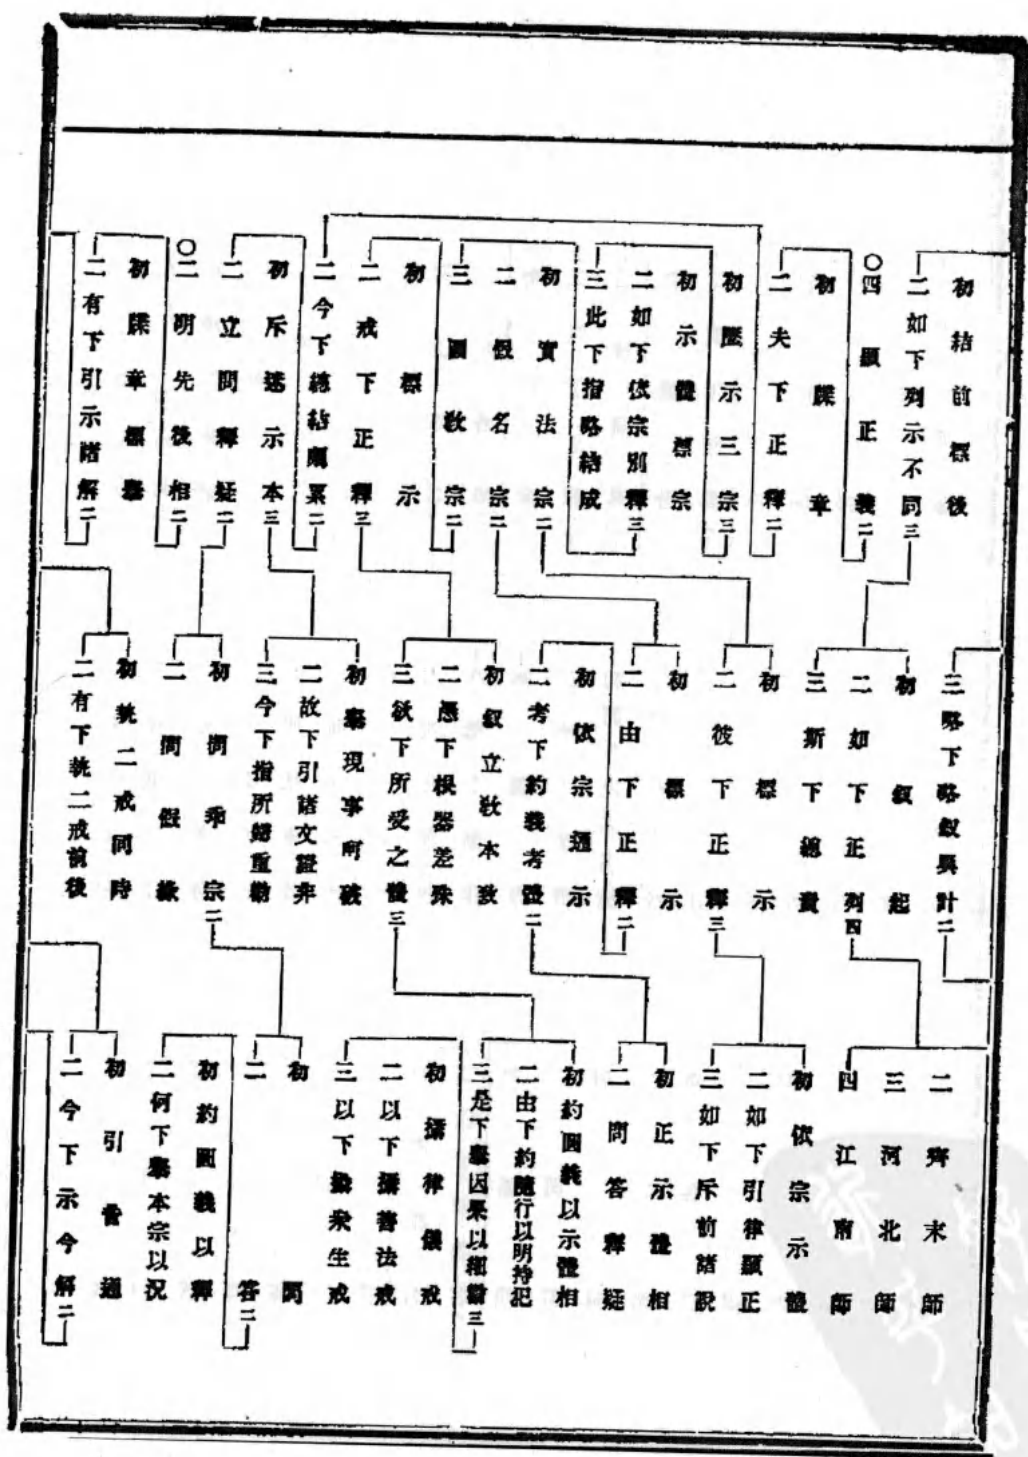 初結前標後
二如下列示不同三
〇四顯正義二
初牒章
二夫下正釋二
初歷示三宗三
初示體標宗
二如下依宗別釋三
三此下指略結成
初實法宗二
二假名宗二
三圓教宗二
初標示
二戒下正釋三
二今下總結顯累二
初斥迷示本三
二立問釋疑二
〇二明先後相二
初牒章標舉
二有下引示諸解二
三略下略敘異計二
初敘起
二如下正列四
三斯下總責
初標示
二彼下正釋三
初標示
二由下正釋二
初依宗通示
二考下約義考體二
初敘立教本致
二憑下根器差殊
三欲下所受之體三
初舉現事呵破
二故下引諸文證非
三今下指所歸重勸
初問乖宗二
二問假緣
初執二戒同時
二有下執二戒前後
二齊末師
三河北師
四江南師
初依宗示體
二如下引律顯正
三如下斥前諸說
初正示體相
二問答釋疑
初約圓義以示體相
二由下約隨行以明持犯
三是下舉因果以細辭三
初攝律儀戒
二以下攝善法戒
三以下攝衆生戒
初問
二答二
初約圓義以釋
二何下舉本宗以況
初引昔通
二今下示今解二